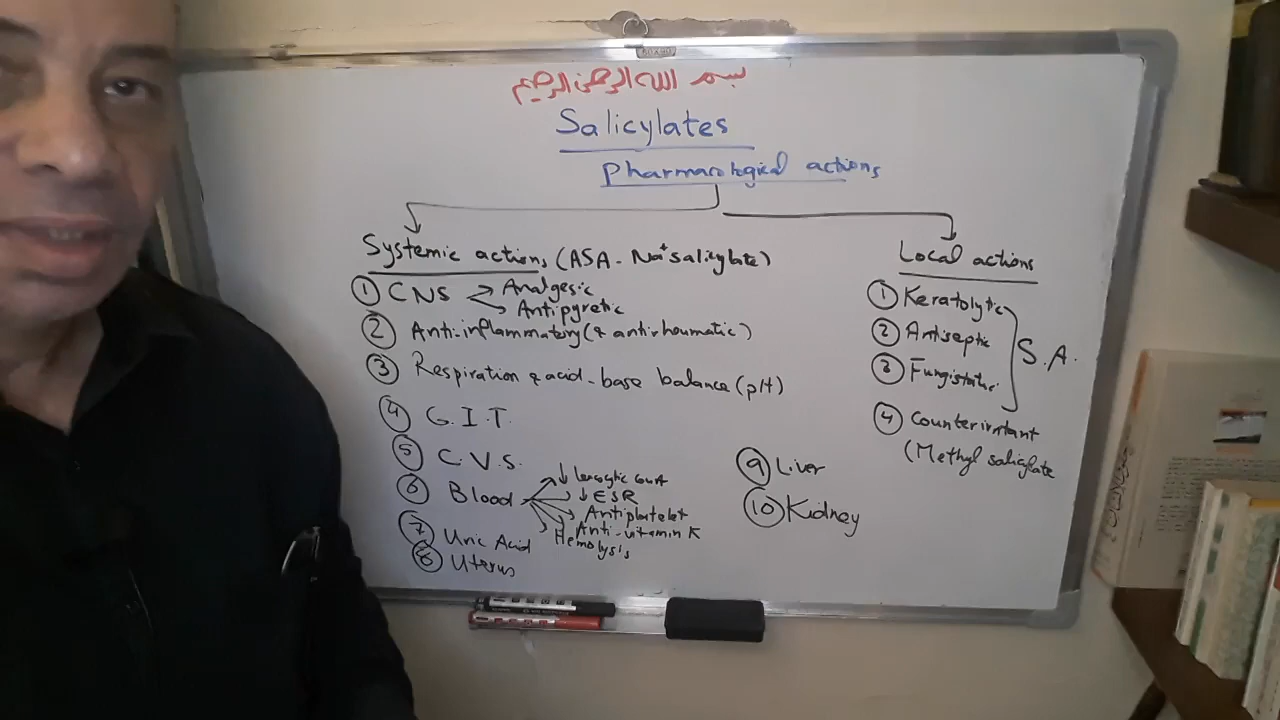 بسم الله الرحمن الرحيم
Salicylates
Pharmacological actions
Systemic actions (ASA - Na+ salicylate)
① CNS → Analgesic
→ Antipyretic
② Anti-inflammatory (& antirheumatic)
③ Respiration & acid-base balance (pH)
④ G.I.T.
⑤ C.V.S.
⑥ Blood
↓ Leucocytic count
↓ ESR
Antiplatelet
Anti-vitamin K
Hemolysis
⑦ Uric Acid
⑧ Uterus
⑨ Liver
⑩ Kidney
Local actions
① Keratolytic
② Antiseptic
③ Fungistatic
S.A.
④ Counterirritant
(Methyl salicylate